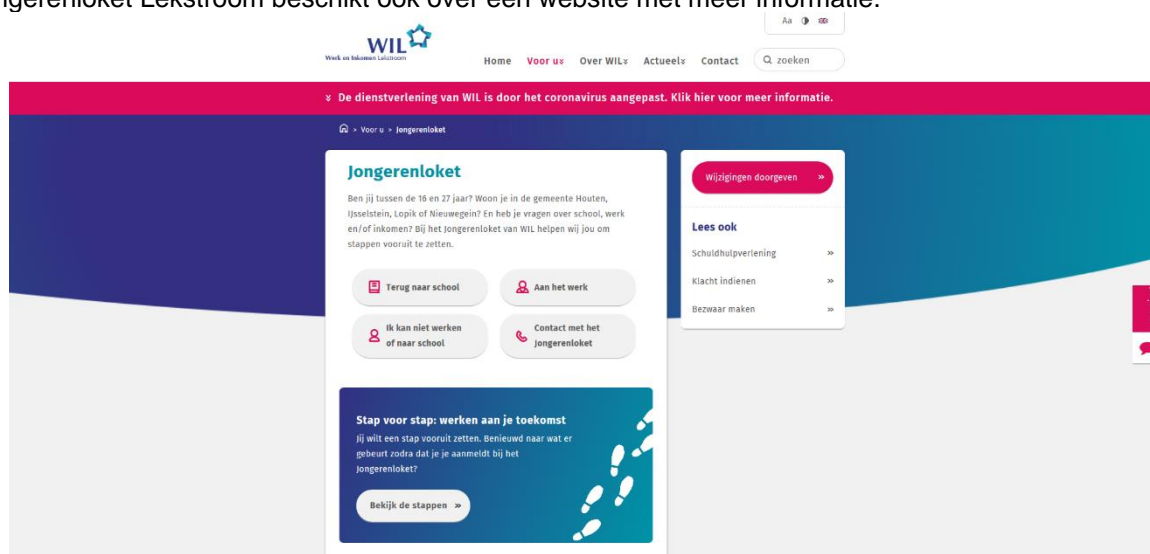 ngerenloket Lekstroom beschikt ook over een website met meer informatie.
Aa
WIL
Werk en Inkomen Lekstroom
Home Voor u Over WIL Actueel Contact zoeken
De dienstverlening van WIL is door het coronavirus aangepast. Klik hier voor meer informatie.
> Voor u > Jongerenloket
Jongerenloket
Ben jij tussen de 16 en 27 jaar? Woon je in de gemeente Houten,
IJsselstein, Lopik of Nieuwegein? En heb je vragen over school, werk
en/of inkomen? Bij het Jongerenloket van WIL helpen wij jou om
stappen vooruit te zetten.
Terug naar school
Aan het werk
Ik kan niet werken
of naar school
Contact met het
Jongerenloket
Stap voor stap: werken aan je toekomst
Jij wilt een stap vooruit zetten. Benieuwd naar wat er
gebeurt zodra dat je je aanmeldt bij het
Jongerenloket?
Bekijk de stappen »
Wijzigingen doorgeven »
Lees ook
Schuldhulpverlening »
Klacht indienen »
Bezwaar maken »